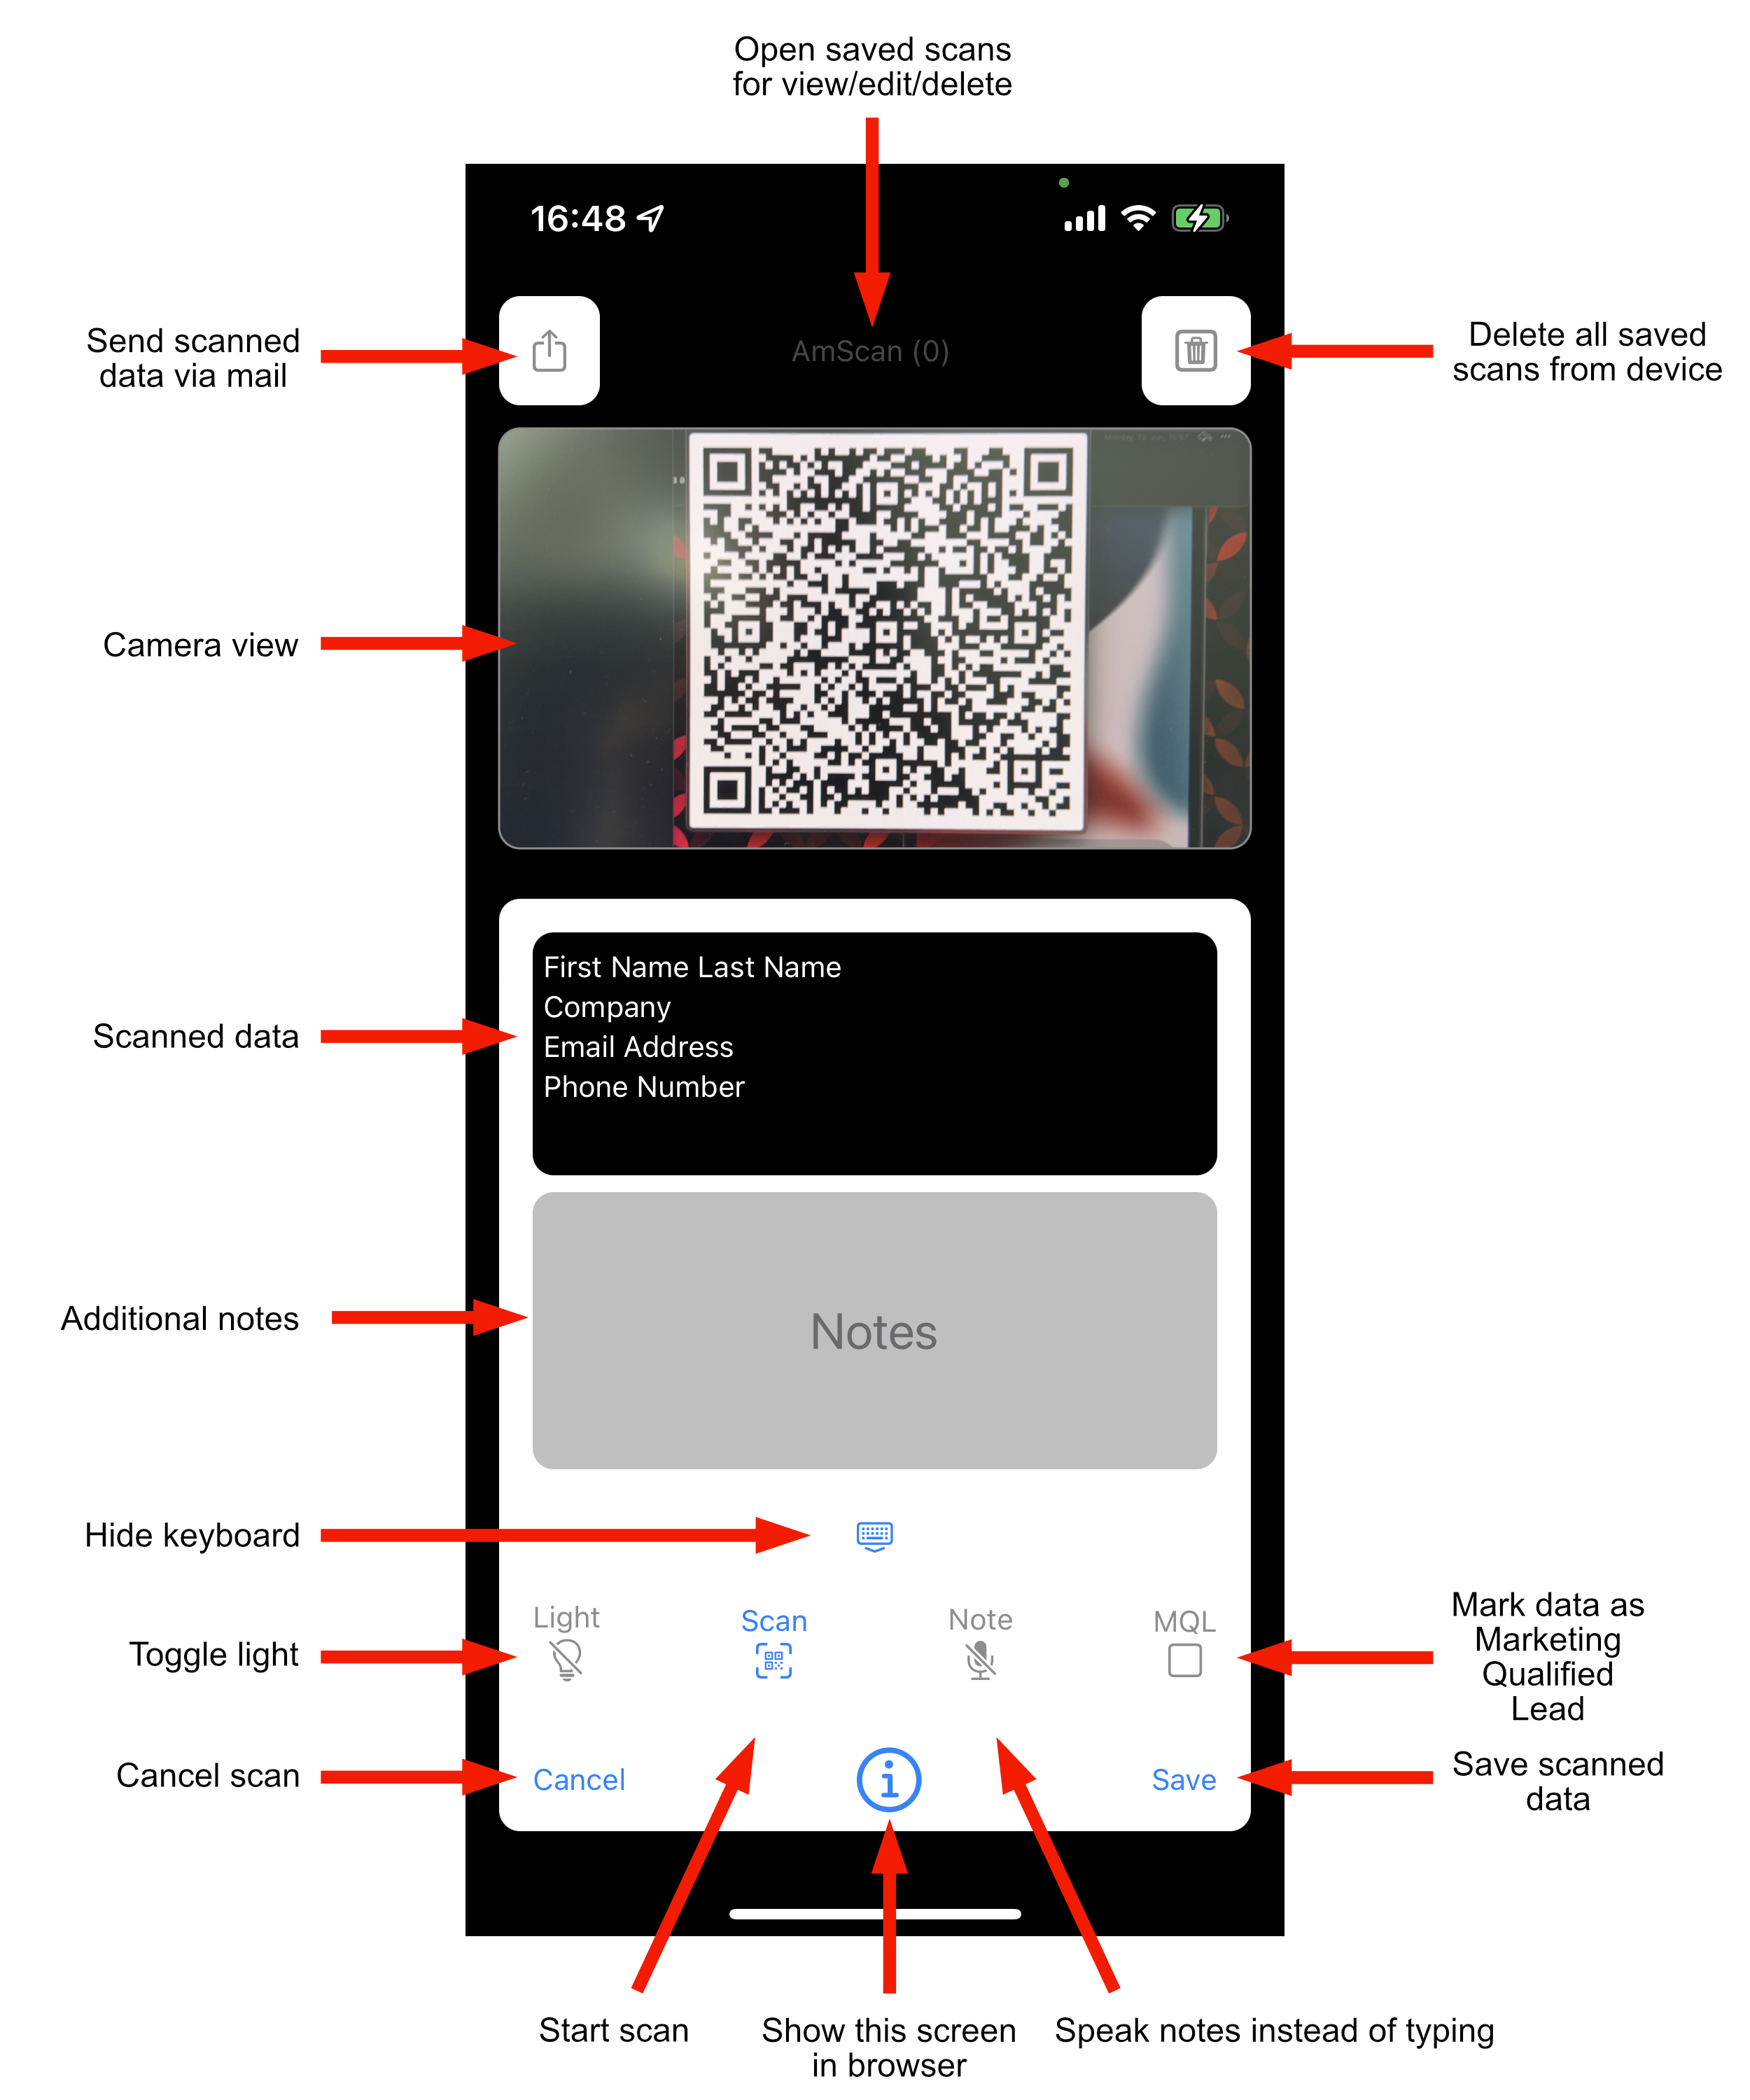 Open saved scans
for view/edit/delete
16:48
Send scanned
data via mail
AmScan (0)
Delete all saved
scans from device
Camera view
Scanned data
First Name Last Name
Company
Email Address
Phone Number
Additional notes
Notes
Hide keyboard
Light
Scan
Note
MQL
Toggle light
Mark data as
Marketing
Qualified
Lead
Cancel scan
Cancel
Save
Save scanned
data
Start scan
Show this screen
in browser
Speak notes instead of typing